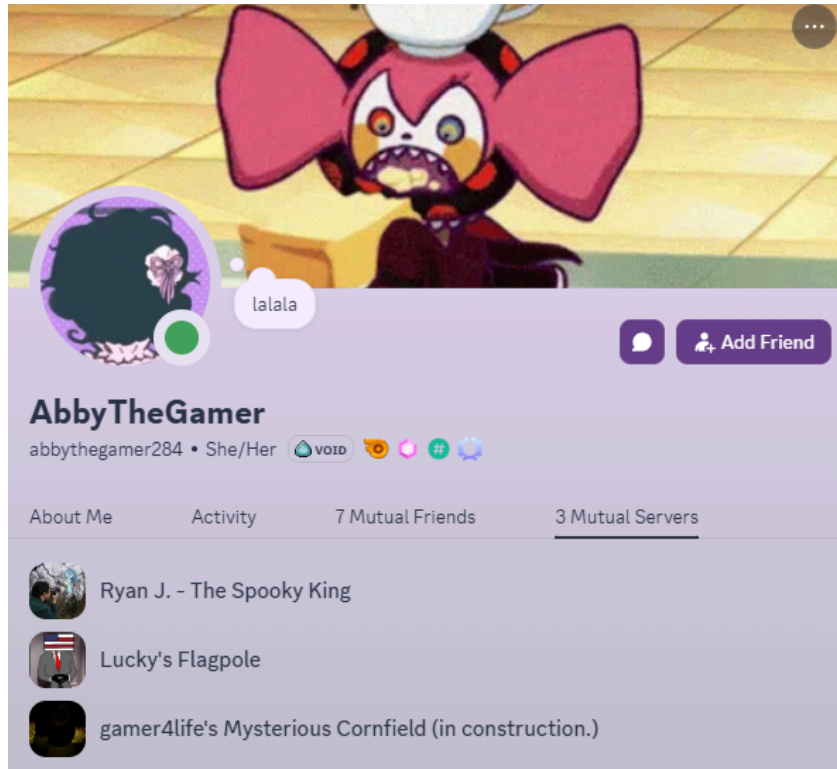 lalala
Add Friend
AbbyTheGamer
abbythegamer284 • She/Her VOID #
About Me Activity 7 Mutual Friends 3 Mutual Servers
Ryan J. - The Spooky King
Lucky's Flagpole
gamer4life's Mysterious Cornfield (in construction.)